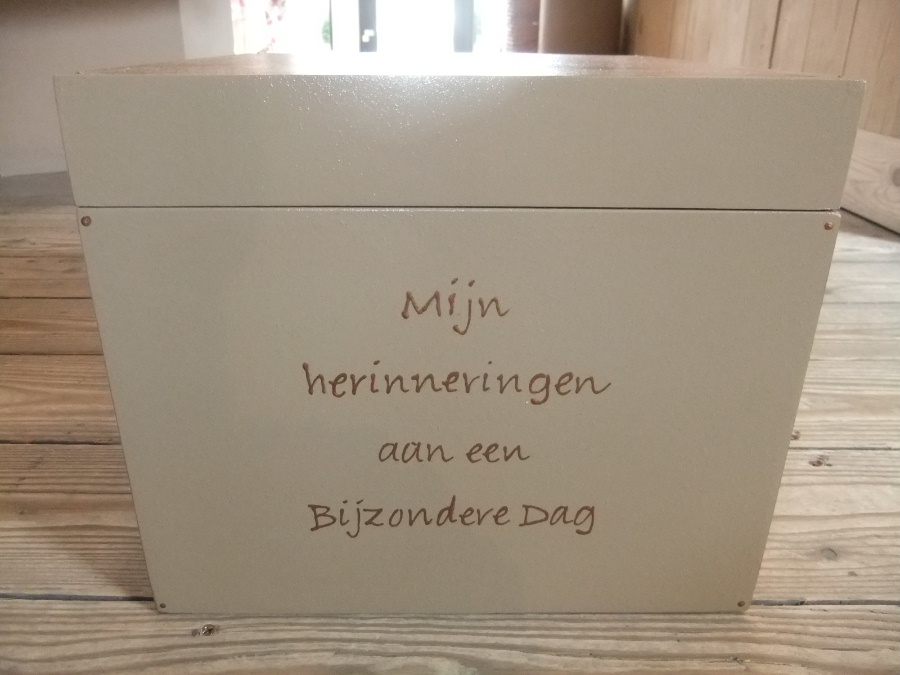 Mijn
herinneringen
aan een
Bijzondere Dag